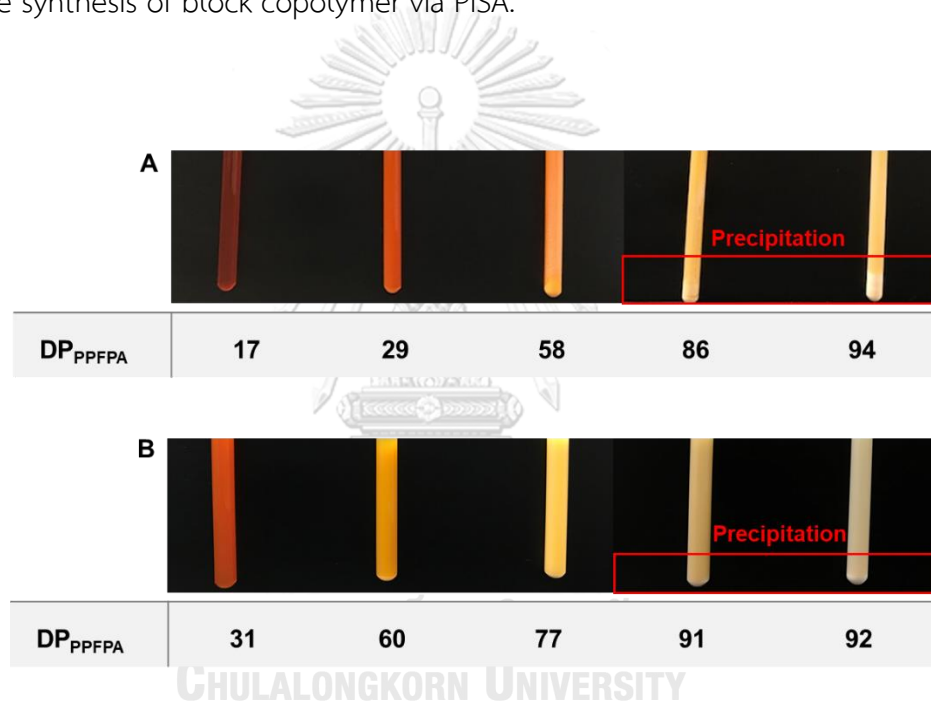 e synthesis of block copolymer via PISA.
A
Precipitation
DPPPFPA 17 29 58 86 94
B
Precipitation
DPPPFPA 31 60 77 91 92
CHULALONGKORN UNIVERSITY